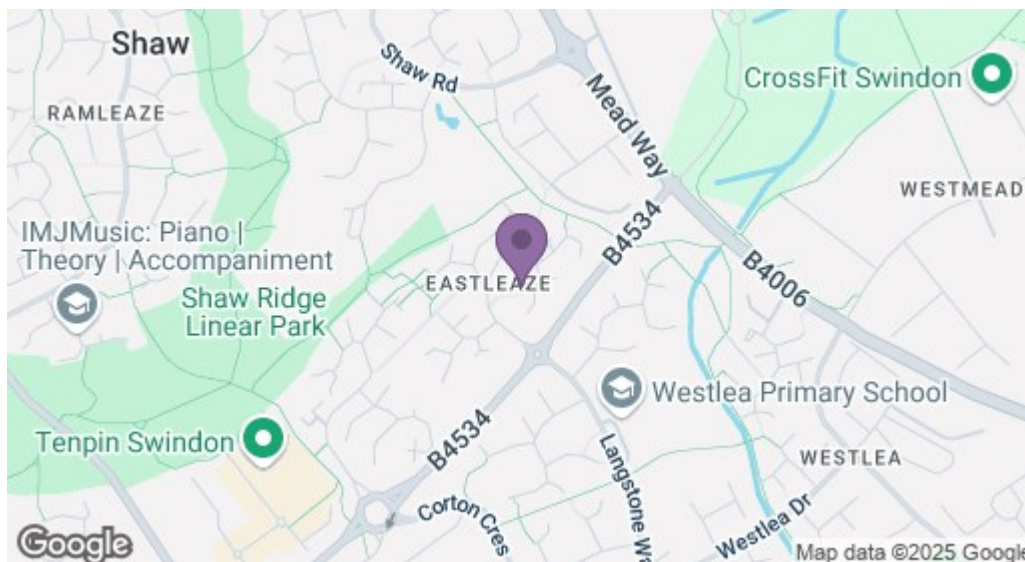 Shaw
Shaw Rd
CrossFit Swindon
RAMLEAZE
Mead Way
WESTMEAD
IMJMusic: Piano |
Theory | Accompaniment
B4534
B4006
EASTLEAZE
Shaw Ridge
Linear Park
Westlea Primary School
Tenpin Swindon
B4534
WESTLEA
Langstone Wa
Corton Cres
Westlea Dr
Google
Map data ©2025 Google